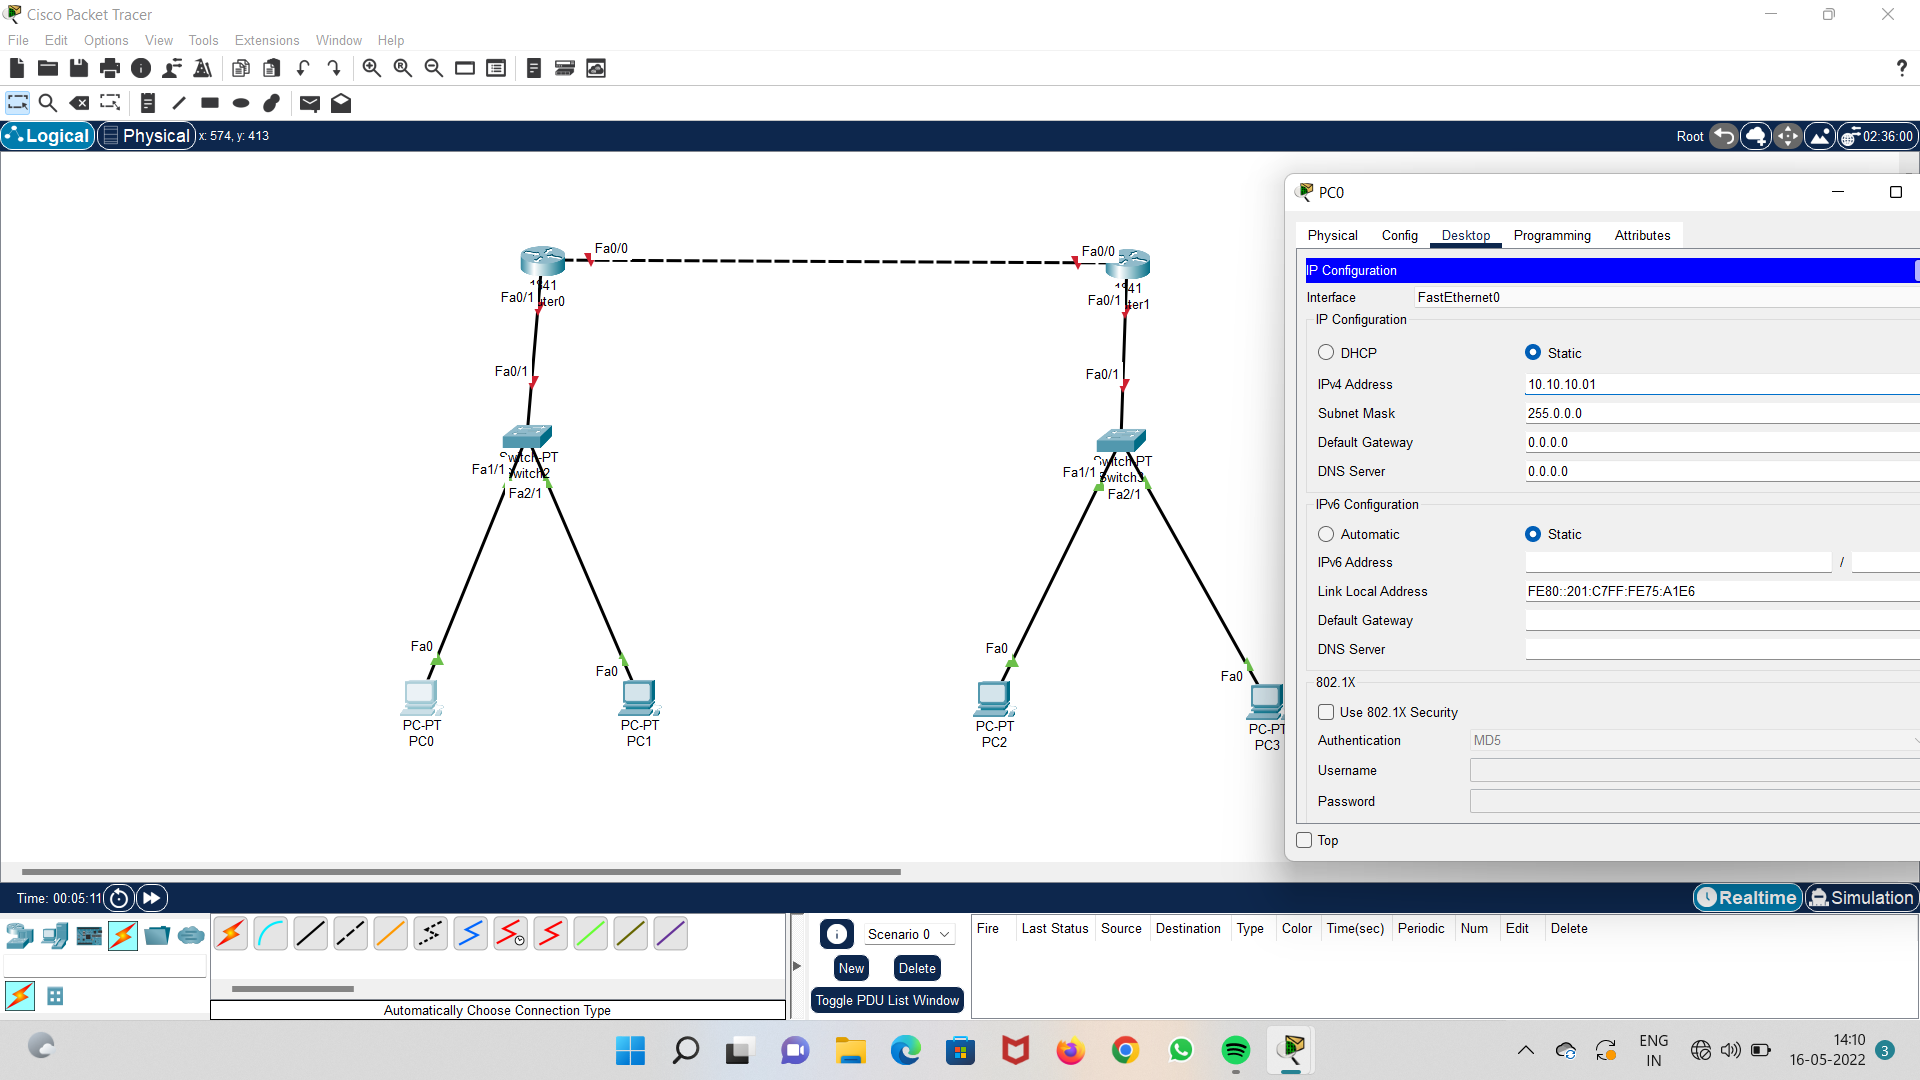 Cisco Packet Tracer
File Edit Options View Tools Extensions Window Help
Logical Physical x: 574, y: 413
Root 02:36:00
Fa0/0
Fa0/0
Fa0/1
Fa0/1
Fa0/1
Fa0/1
Switch-PT
Fa1/1 Switch2
Fa2/1
Switch-PT
Fa1/1 Switch3
Fa2/1
Fa0
Fa0
Fa0
Fa0
PC-PT
PC0
PC-PT
PC1
PC-PT
PC2
PC-PT
PC3
PC0
Physical Config Desktop Programming Attributes
IP Configuration
Interface FastEthernet0
IP Configuration
DHCP Static
IPv4 Address 10.10.10.01
Subnet Mask 255.0.0.0
Default Gateway 0.0.0.0
DNS Server 0.0.0.0
IPv6 Configuration
Automatic Static
IPv6 Address /
Link Local Address FE80::201:C7FF:FE75:A1E6
Default Gateway
DNS Server
802.1X
Use 802.1X Security
Authentication MD5
Username
Password
Top
Time: 00:05:11
Realtime Simulation
Scenario 0
New Delete
Toggle PDU List Window
Fire Last Status Source Destination Type Color Time(sec) Periodic Num Edit Delete
Automatically Choose Connection Type
ENG
IN
14:10
16-05-2022
3